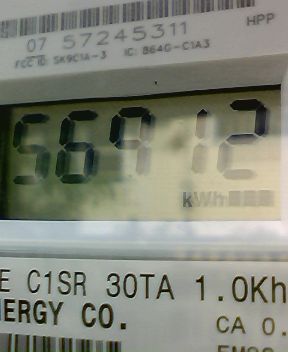 HPP
07 57245311
FCC ID: SK9C1A-3 IC: 864G-C1A3
56912
kWh
E C1SR 30TA 1.0Kh
NERGY CO.
CA 0.